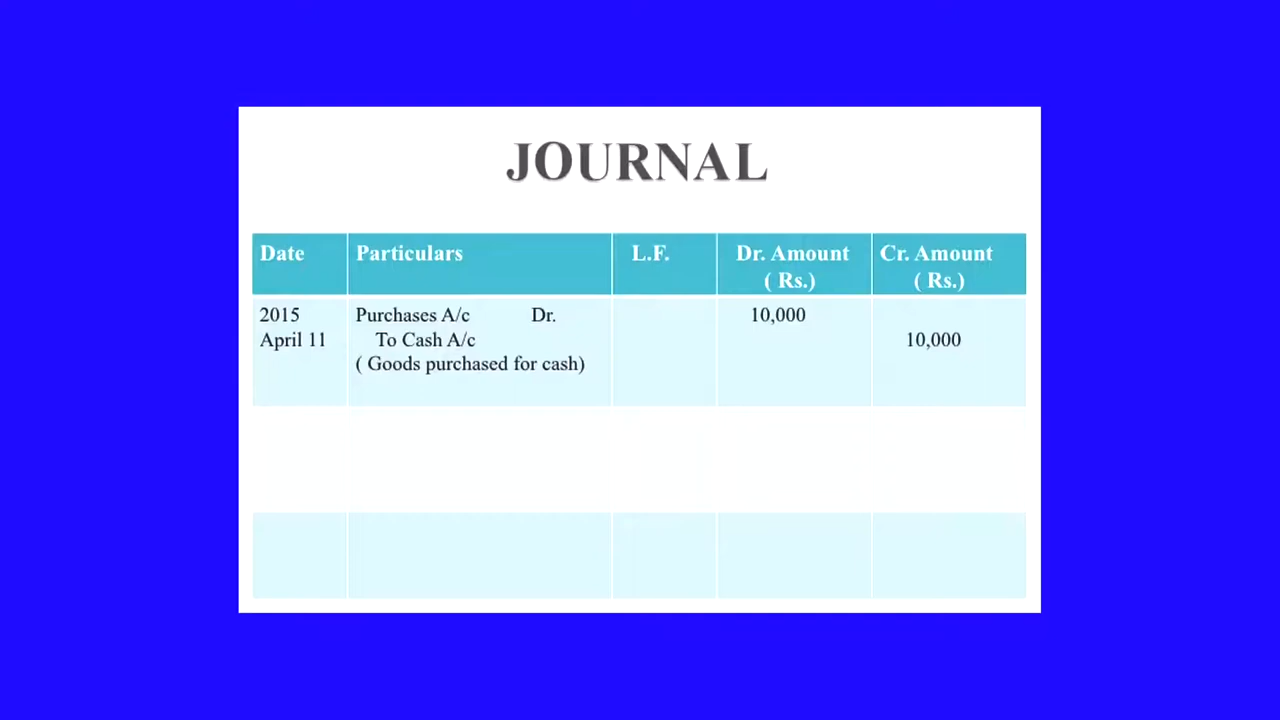 JOURNAL
Date Particulars L.F. Dr. Amount ( Rs.) Cr. Amount ( Rs.)
2015 Purchases A/c Dr. 10,000
April 11 To Cash A/c 10,000
( Goods purchased for cash)